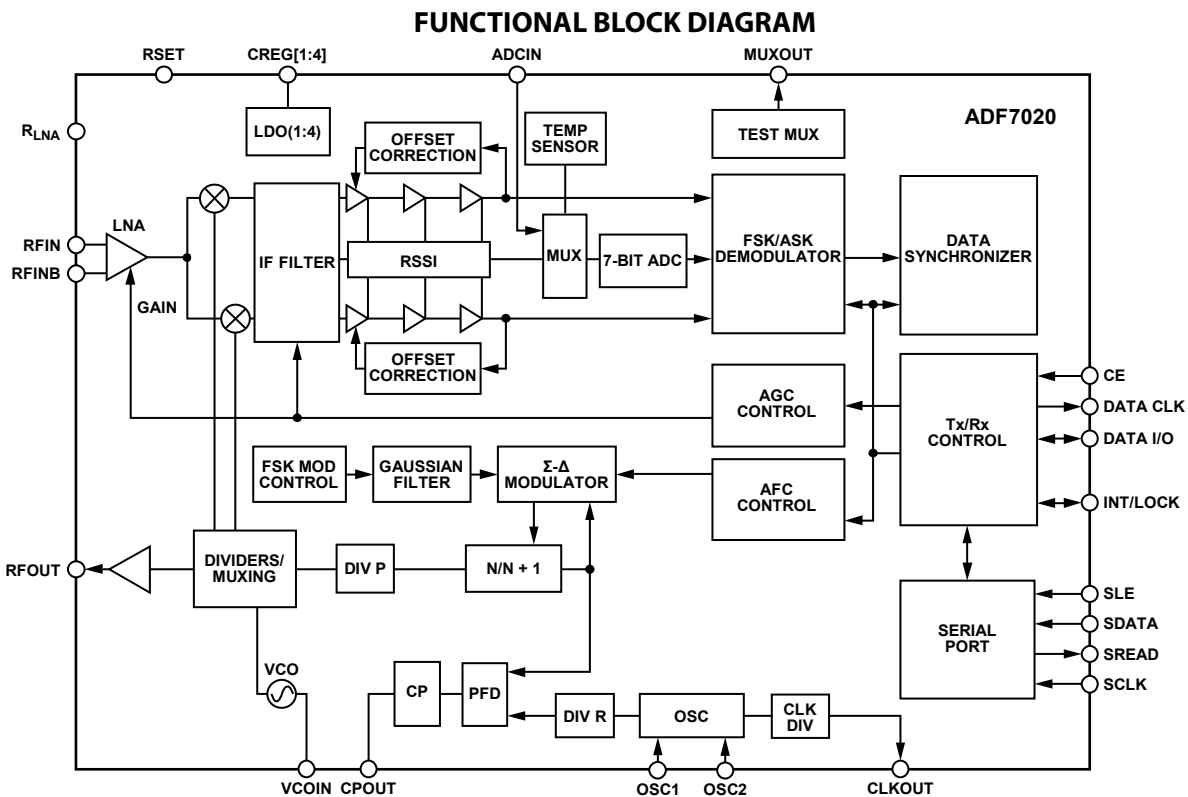 FUNCTIONAL BLOCK DIAGRAM
RSET
CREG[1:4]
ADCIN
MUXOUT
ADF7020
RLNA
LDO(1:4)
OFFSET
CORRECTION
TEMP
SENSOR
TEST MUX
LNA
RFIN
RFINB
GAIN
IF FILTER
RSSI
MUX
7-BIT ADC
FSK/ASK
DEMODULATOR
DATA
SYNCHRONIZER
OFFSET
CORRECTION
AGC
CONTROL
Tx/Rx
CONTROL
CE
DATA CLK
DATA I/O
INT/LOCK
FSK MOD
CONTROL
GAUSSIAN
FILTER
Σ-Δ
MODULATOR
AFC
CONTROL
RFOUT
DIVIDERS/
MUXING
DIV P
N/N + 1
SERIAL
PORT
SLE
SDATA
SREAD
SCLK
VCO
CP
PFD
DIV R
OSC
CLK
DIV
VCOIN
CPOUT
OSC1
OSC2
CLKOUT